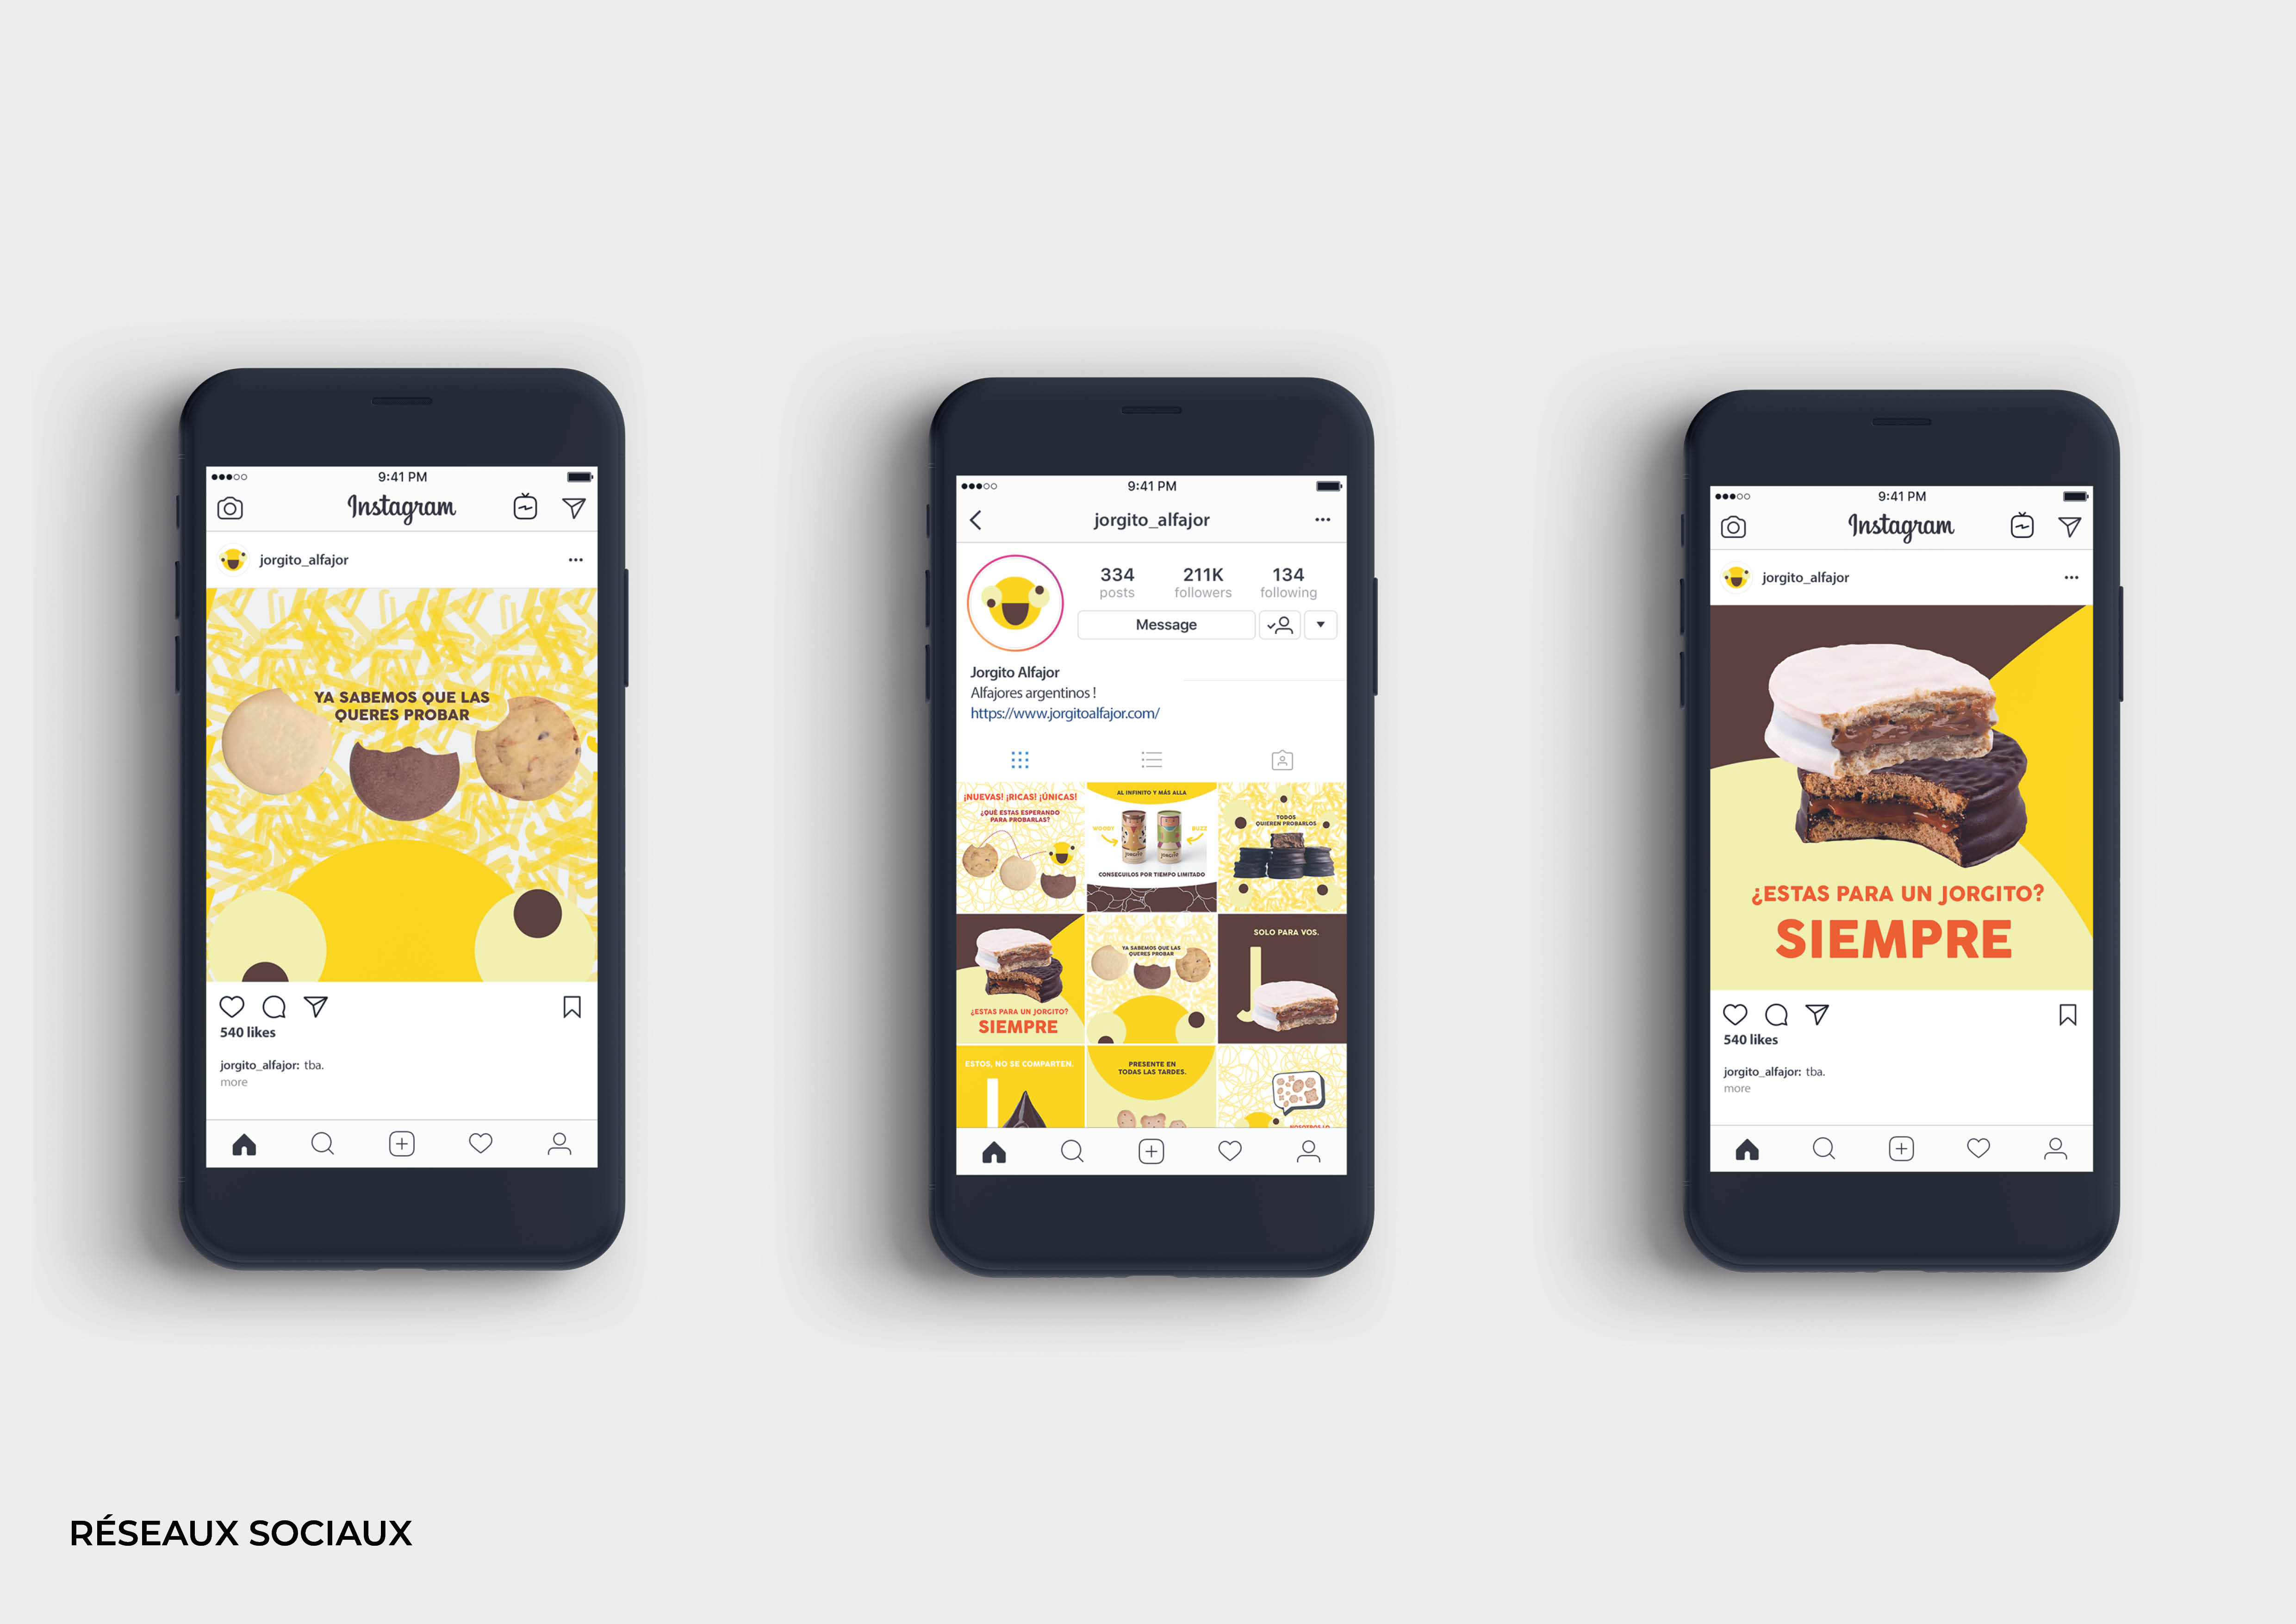 9:41 PM
Instagram
jorgito_alfajor
YA SABEMOS QUE LAS
QUERES PROBAR
540 likes
jorgito_alfajor: tba.
more
9:41 PM
jorgito_alfajor
334
posts
211K
followers
134
following
Message
Jorgito Alfajor
Alfajores argentinos !
https://www.jorgitoalfajor.com/
¡NUEVAS! ¡RICAS! ¡ÚNICAS!
¿QUÉ ESTAS ESPERANDO
PARA PROBARLAS?
AL INFINITO Y MÁS ALLA
WOODY
BUZZ
jorgito
jorgito
CONSEGUILOS POR TIEMPO LIMITADO
TODOS
QUIEREN PROBARLOS
¿ESTAS PARA UN JORGITO?
SIEMPRE
YA SABEMOS QUE LAS
QUERES PROBAR
SOLO PARA VOS.
J
ESTOS, NO SE COMPARTEN.
PRESENTE EN
TODAS LAS TARDES.
9:41 PM
Instagram
jorgito_alfajor
¿ESTAS PARA UN JORGITO?
SIEMPRE
540 likes
jorgito_alfajor: tba.
more
RÉSEAUX SOCIAUX